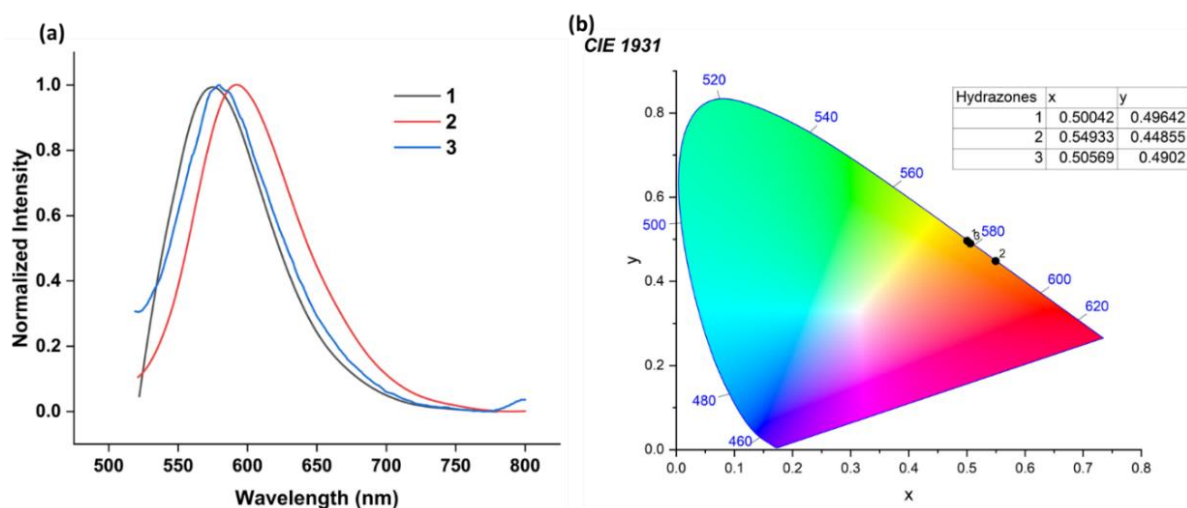 (a)
1.0
0.8
0.6
0.4
0.2
0.0
Normalized Intensity
1
2
3
500 550 600 650 700 750 800
Wavelength (nm)
(b)
CIE 1931
Hydrazones x y
1 0.50042 0.49642
2 0.54933 0.44855
3 0.50569 0.4902
0.8
0.6
0.4
0.2
0.0
y
520
540
560
500
1
3
580
2
600
620
480
460
0.0 0.1 0.2 0.3 0.4 0.5 0.6 0.7 0.8
x